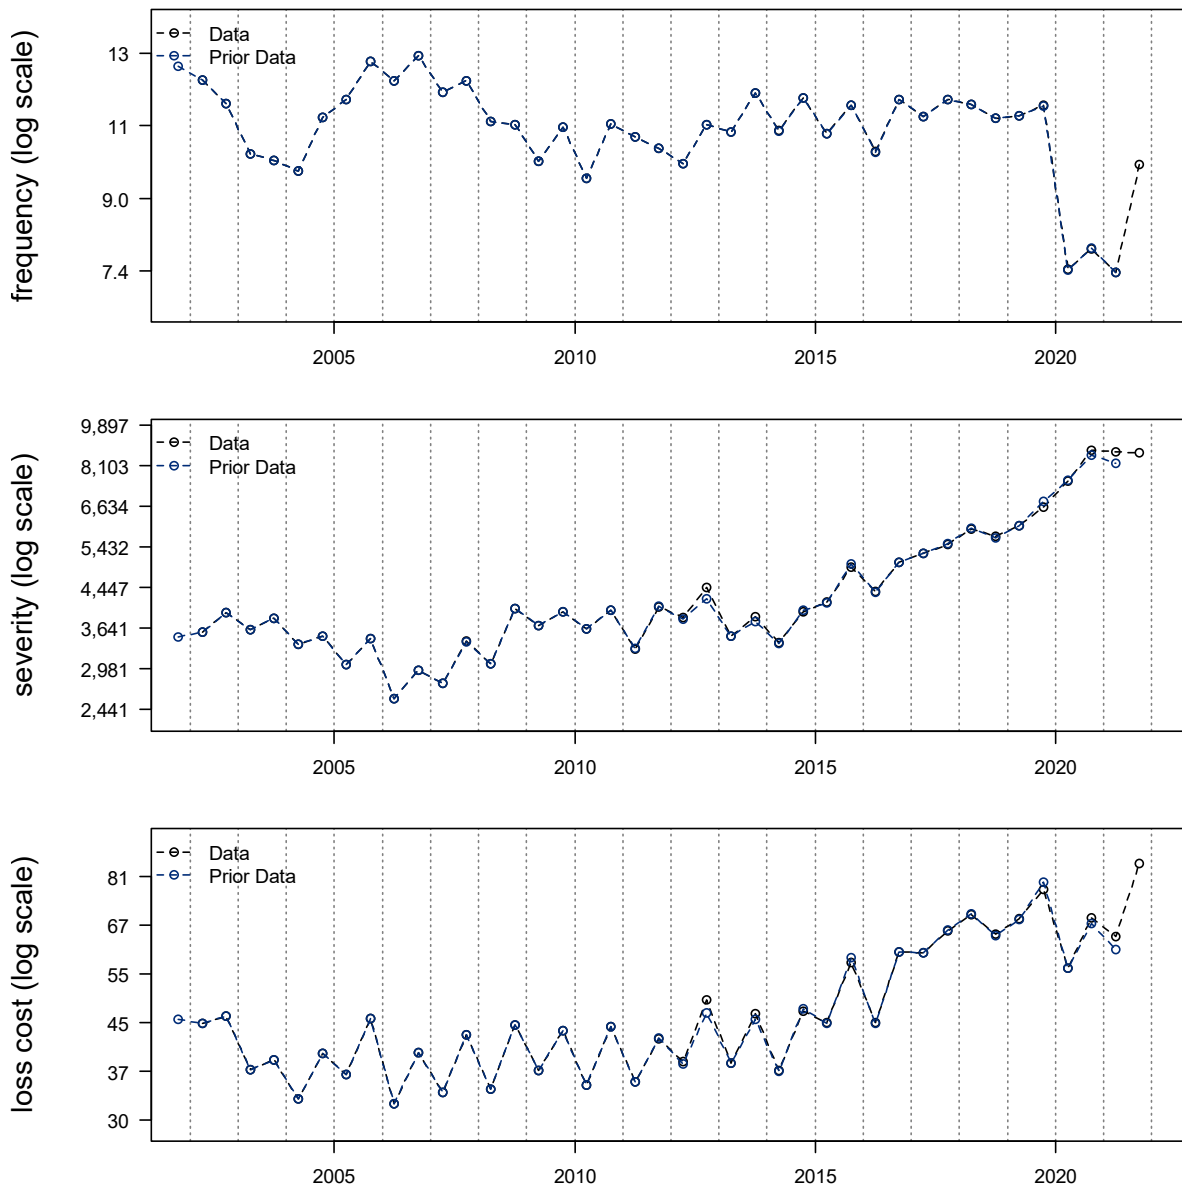 frequency (log scale)
Data
Prior Data
13
11
9.0
7.4
2005 2010 2015 2020
severity (log scale)
Data
Prior Data
9,897
8,103
6,634
5,432
4,447
3,641
2,981
2,441
2005 2010 2015 2020
loss cost (log scale)
Data
Prior Data
81
67
55
45
37
30
2005 2010 2015 2020